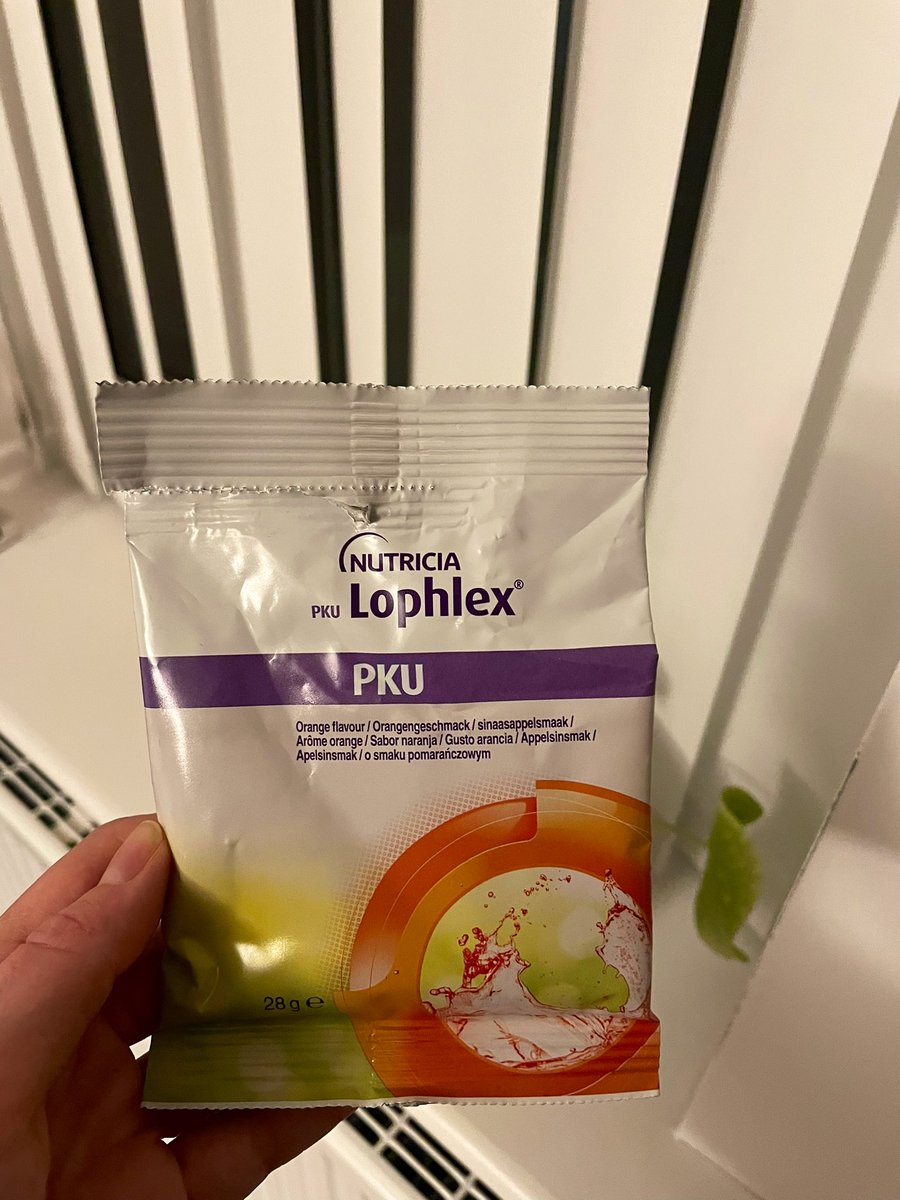 NUTRICIA
PKU Lophlex®
PKU
Orange flavour / Orangengeschmack / sinaasappelsmaak /
Arôme orange / Sabor naranja / Gusto arancia / Appelsinsmak /
Apelsinsmak / o smaku pomarańczowym
28 g ℮